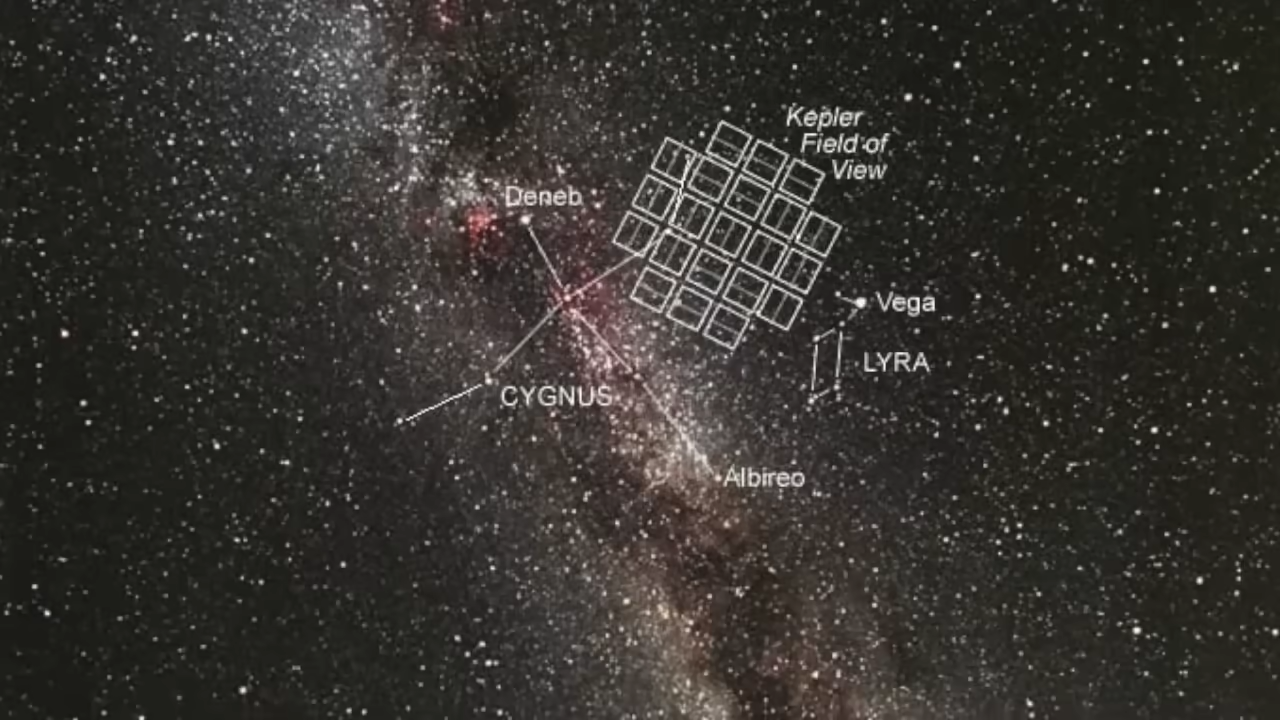 Kepler
Field of
View
Deneb
Vega
LYRA
CYGNUS
Albireo